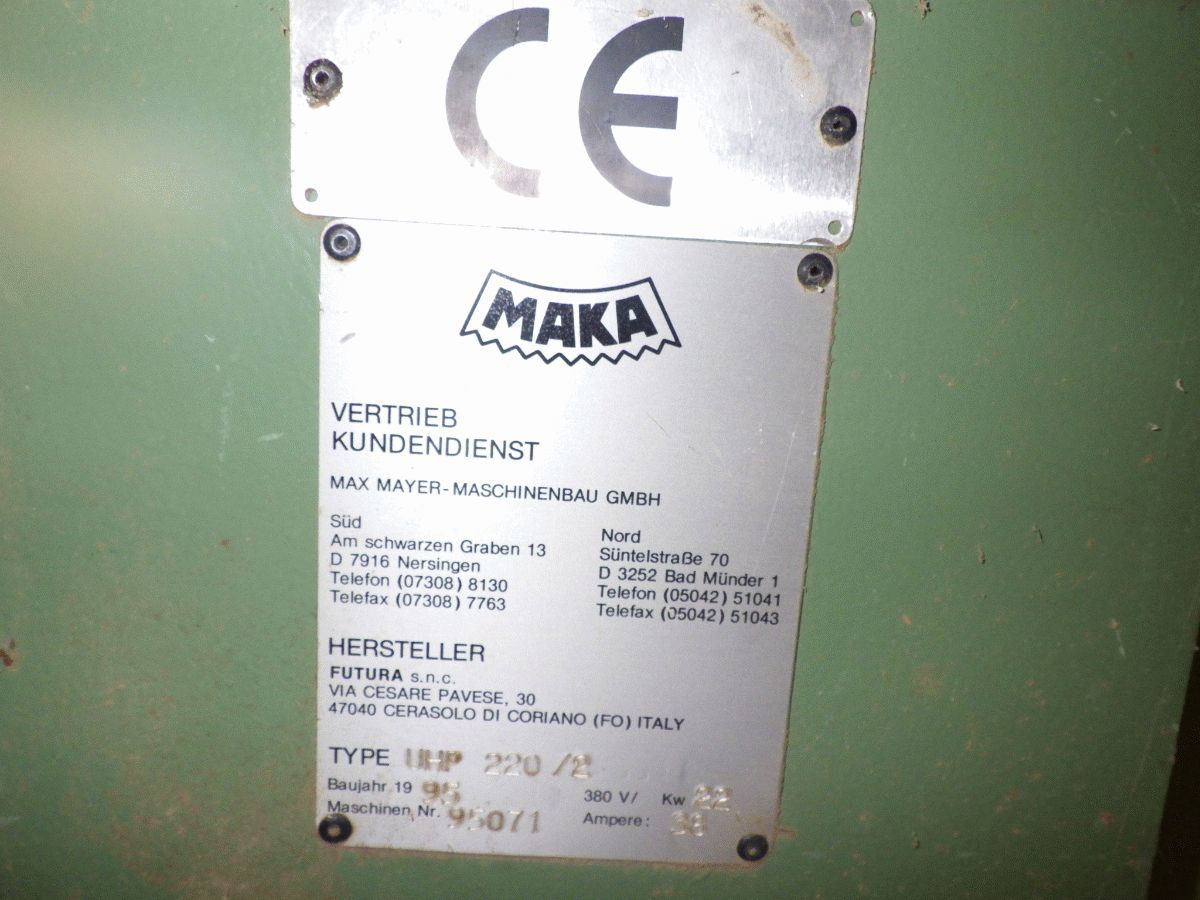 CE
MAKA
VERTRIEB
KUNDENDIENST
MAX MAYER-MASCHINENBAU GMBH
Süd
Am schwarzen Graben 13
D 7916 Nersingen
Telefon (07308) 8130
Telefax (07308) 7763
Nord
Süntelstraße 70
D 3252 Bad Münder 1
Telefon (05042) 51041
Telefax (05042) 51043
HERSTELLER
FUTURA s.n.c.
VIA CESARE PAVESE, 30
47040 CERASOLO DI CORIANO (FO) ITALY
TYPE UHP 220/2
Baujahr 19 95 380 V/ Kw 22
Maschinen Nr. 95071 Ampere: